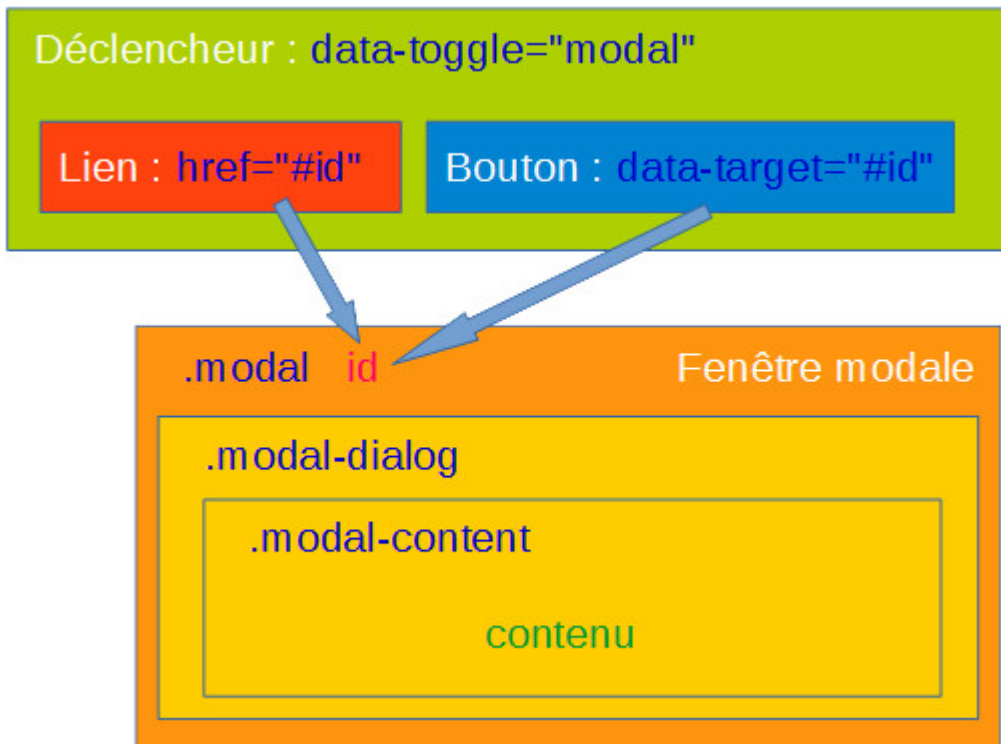 Déclencheur : data-toggle="modal"
Lien : href="#id"
Bouton : data-target="#id"
.modal id
Fenêtre modale
.modal-dialog
.modal-content
contenu